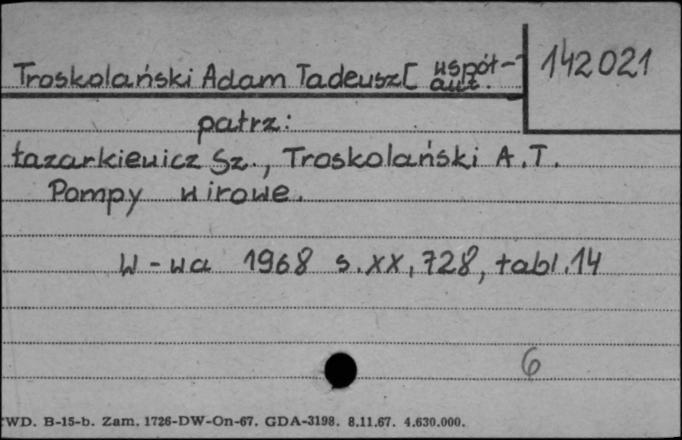 Troskolański Adam Tadeusz [współ-
aut.]
142021
patrz:
Łazarkiewicz Sz., Troskolański A.T.
Pompy wirowe.
W-wa 1968 s.XX, 728, tabl.14
6
WD. B-15-b. Zam. 1726-DW-On-67. GDA-3198. 8.11.67. 4.630.000.